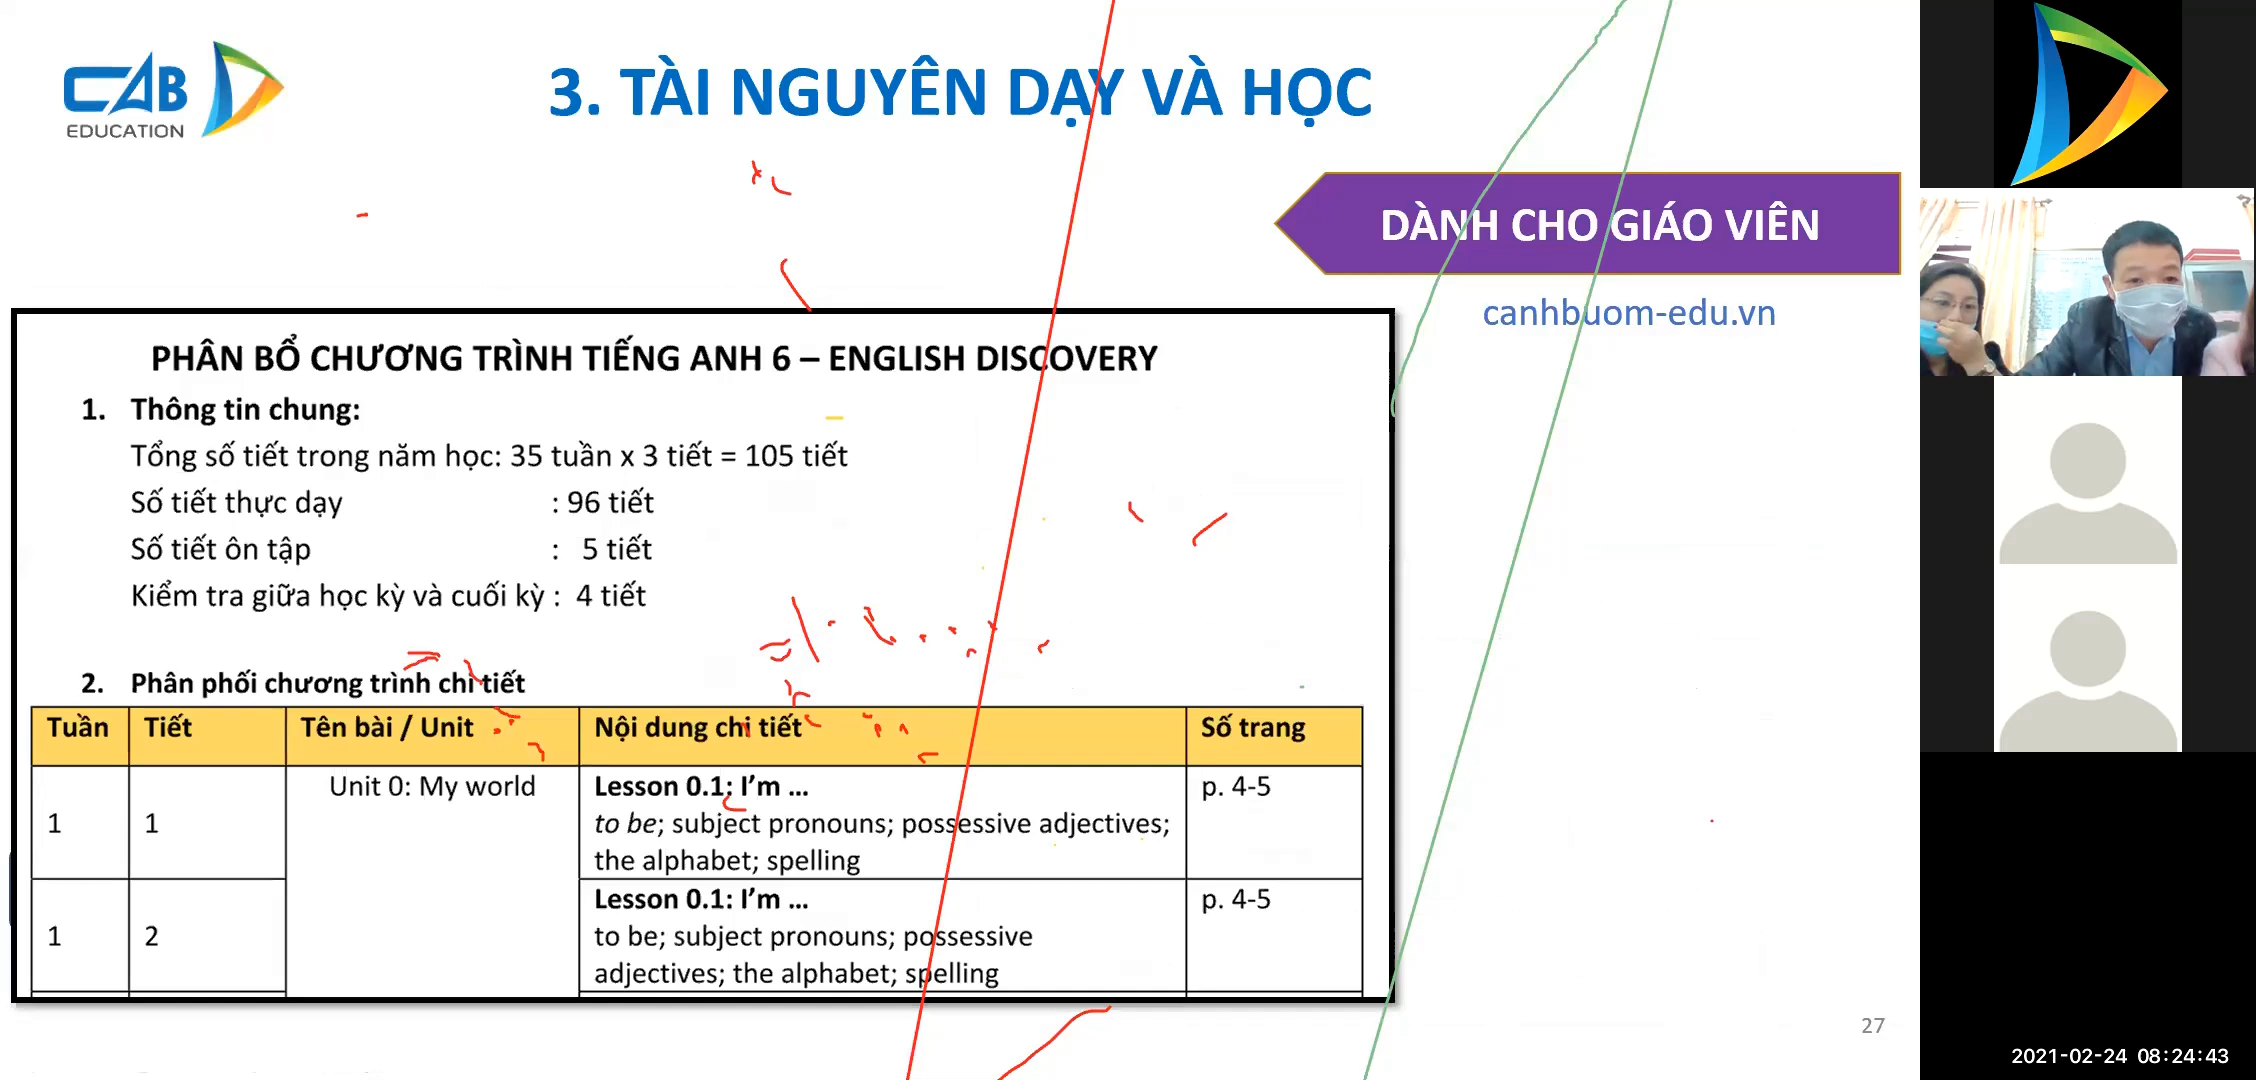 CAB
EDUCATION
3. TÀI NGUYÊN DẠY VÀ HỌC
DÀNH CHO GIÁO VIÊN
canhbuom-edu.vn
PHÂN BỔ CHƯƠNG TRÌNH TIẾNG ANH 6 – ENGLISH DISCOVERY
1. Thông tin chung:
Tổng số tiết trong năm học: 35 tuần x 3 tiết = 105 tiết
Số tiết thực dạy : 96 tiết
Số tiết ôn tập : 5 tiết
Kiểm tra giữa học kỳ và cuối kỳ : 4 tiết
2. Phân phối chương trình chi tiết
Tuần Tiết Tên bài / Unit Nội dung chi tiết Số trang
Unit 0: My world Lesson 0.1: I'm ... p. 4-5
1 1 to be; subject pronouns; possessive adjectives;
the alphabet; spelling
Lesson 0.1: I'm ... p. 4-5
1 2 to be; subject pronouns; possessive
adjectives; the alphabet; spelling
27
2021-02-24 08:24:43